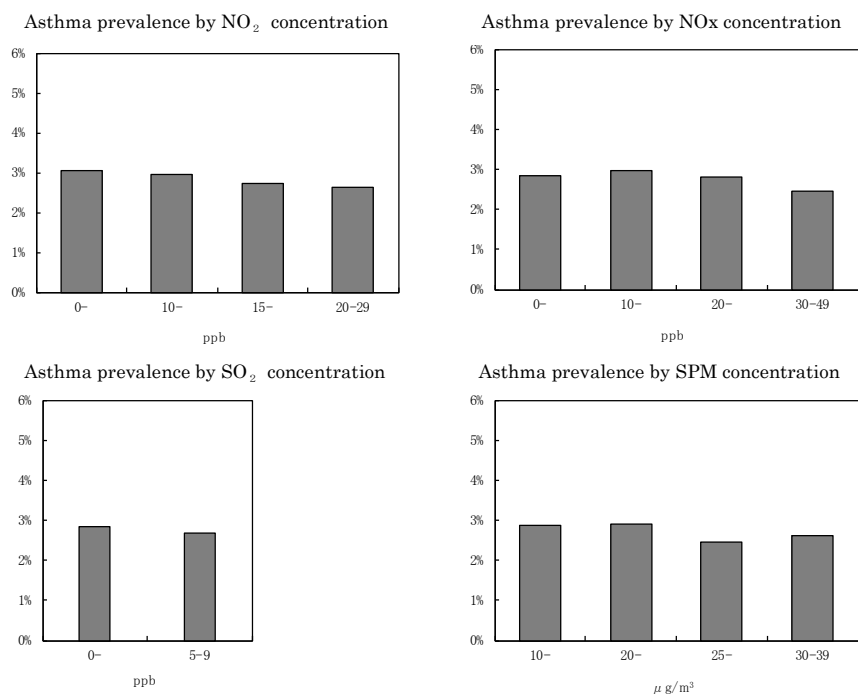 Asthma prevalence by NO₂ concentration
6%
5%
4%
3%
2%
1%
0%
0- 10- 15- 20-29
ppb
Asthma prevalence by NOx concentration
6%
5%
4%
3%
2%
1%
0%
0- 10- 20- 30-49
ppb
Asthma prevalence by SO₂ concentration
6%
5%
4%
3%
2%
1%
0%
0- 5-9
ppb
Asthma prevalence by SPM concentration
6%
5%
4%
3%
2%
1%
0%
10- 20- 25- 30-39
μg/m³